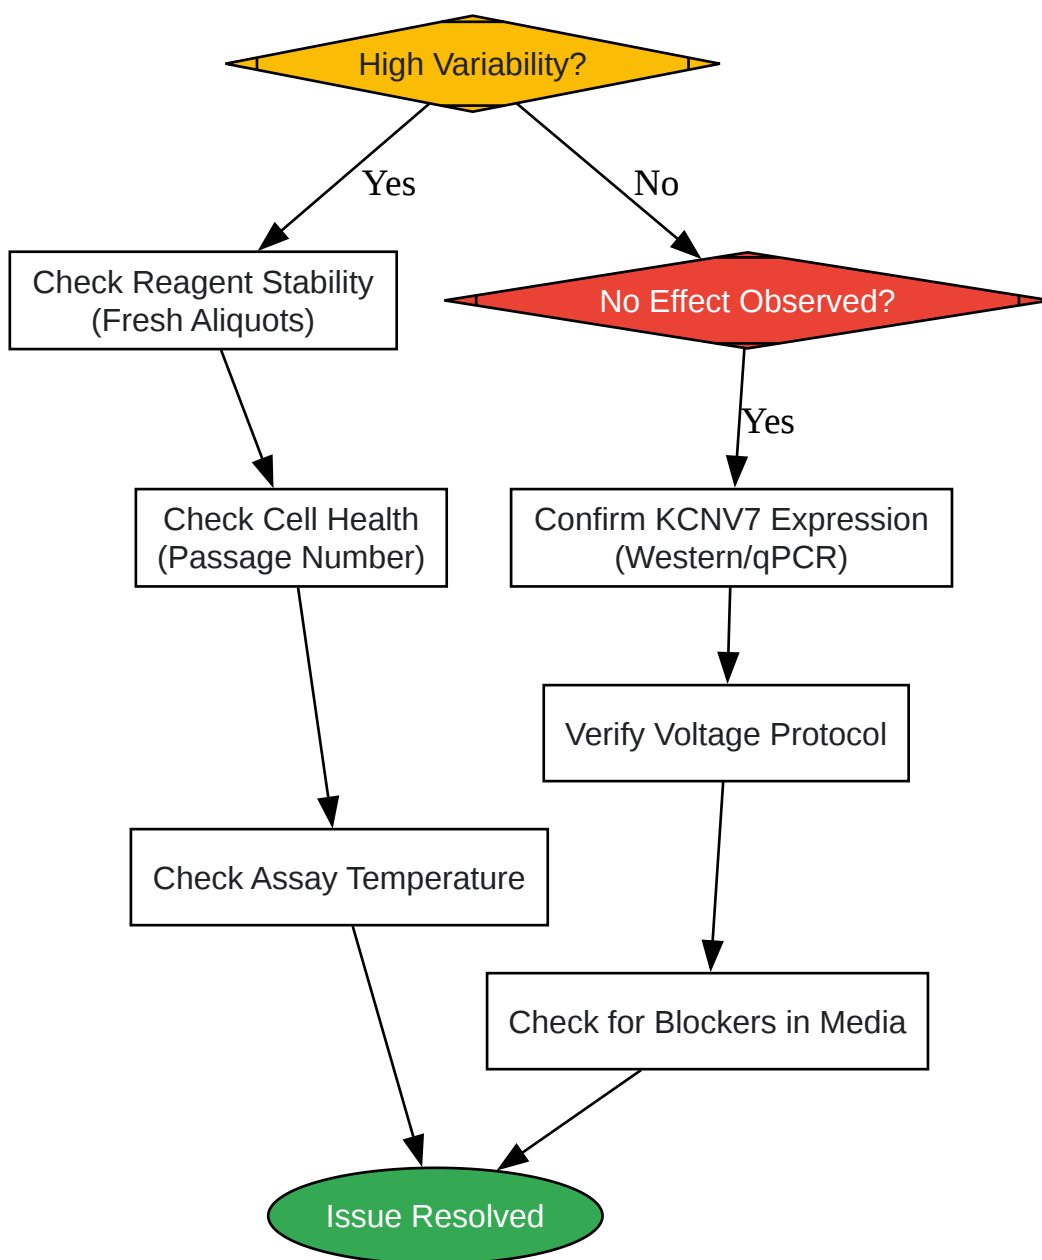 High Variability?
Yes
No
Check Reagent Stability
(Fresh Aliquots)
No Effect Observed?
Yes
Check Cell Health
(Passage Number)
Confirm KCNV7 Expression
(Western/qPCR)
Verify Voltage Protocol
Check Assay Temperature
Check for Blockers in Media
Issue Resolved